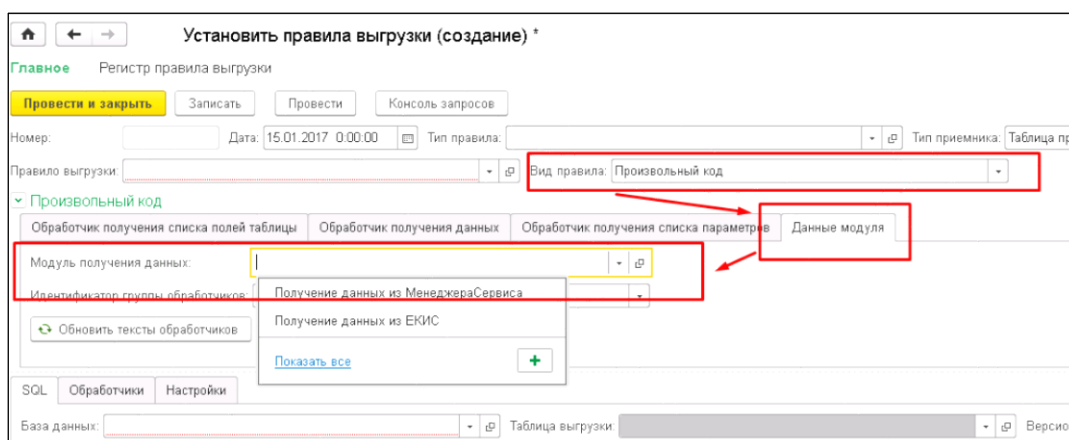 Установить правила выгрузки (создание) *
Главное Регистр правила выгрузки
Провести и закрыть Записать Провести Консоль запросов
Номер: Дата: 15.01.2017 0:00:00 Тип правила: Тип приемника: Таблица пр
Правило выгрузки: Вид правила: Произвольный код
Произвольный код
Обработчик получения списка полей таблицы Обработчик получения данных Обработчик получения списка параметров Данные модуля
Модуль получения данных:
Идентификатор группы обработчиков: Получение данных из МенеджераСервиса
Обновить тексты обработчиков Получение данных из ЕКИС
Показать все
SQL Обработчики Настройки
База данных: Таблица выгрузки: Версио